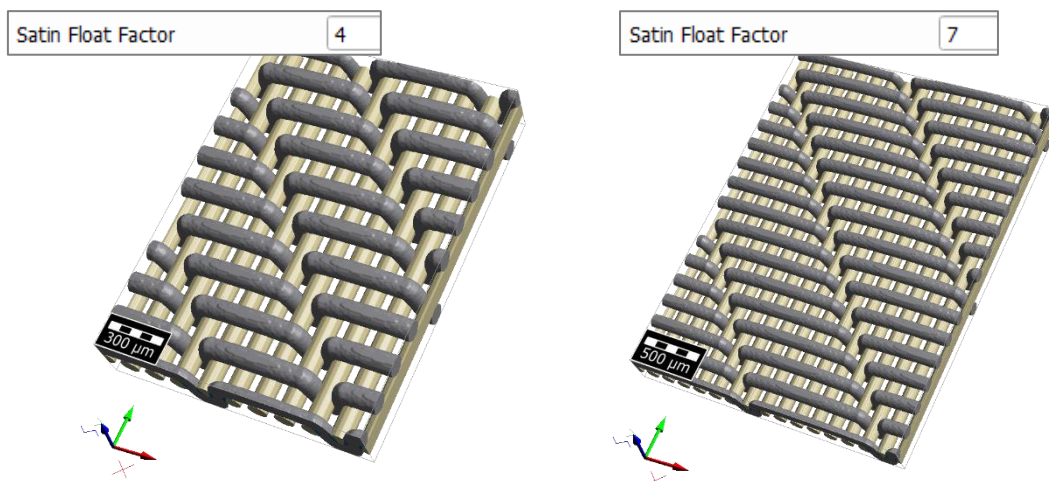 Satin Float Factor 4
Satin Float Factor 7
300 µm
500 µm
X